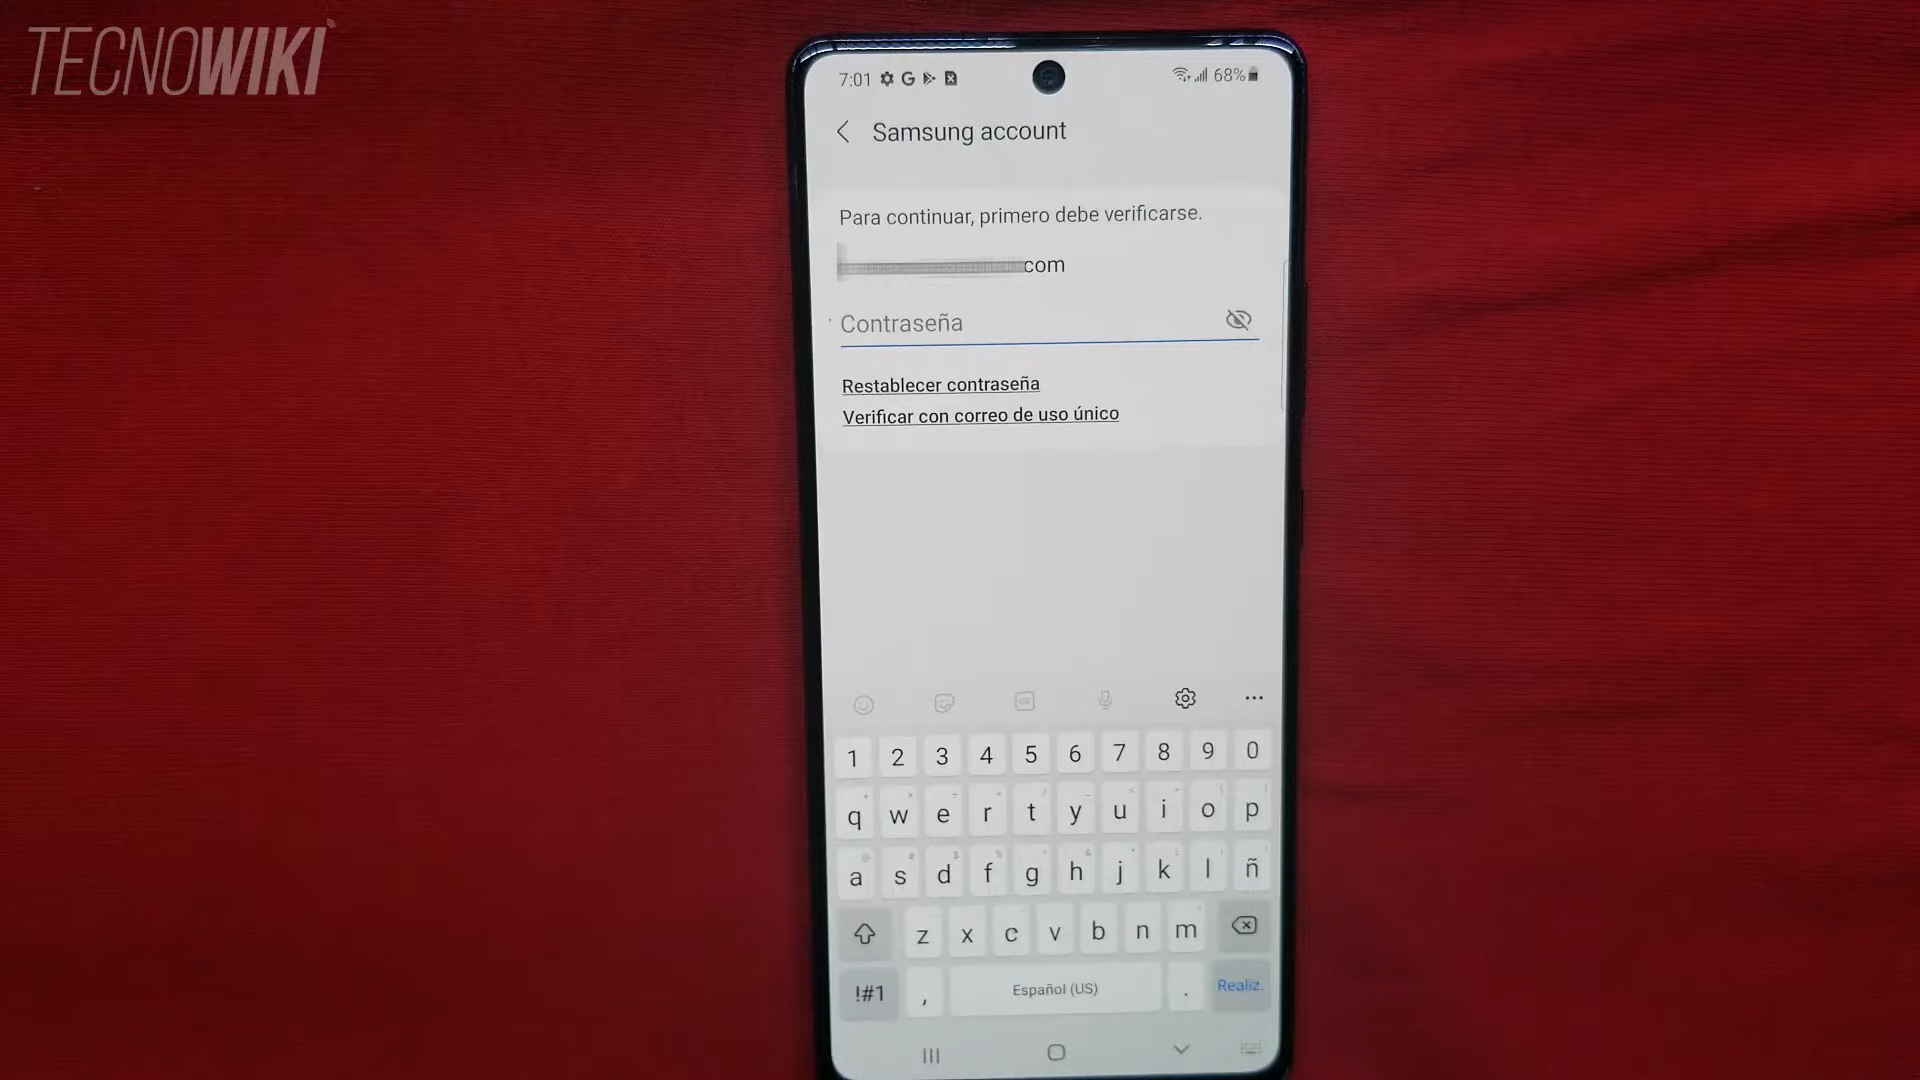 TECNOWIKI
7:01 68%
Samsung account
Para continuar, primero debe verificarse.
com
Contraseña
Restablecer contraseña
Verificar con correo de uso único
1 2 3 4 5 6 7 8 9 0
q w e r t y u i o p
a s d f g h j k l ñ
z x c v b n m
!#1 , Español (US) . Realiz.